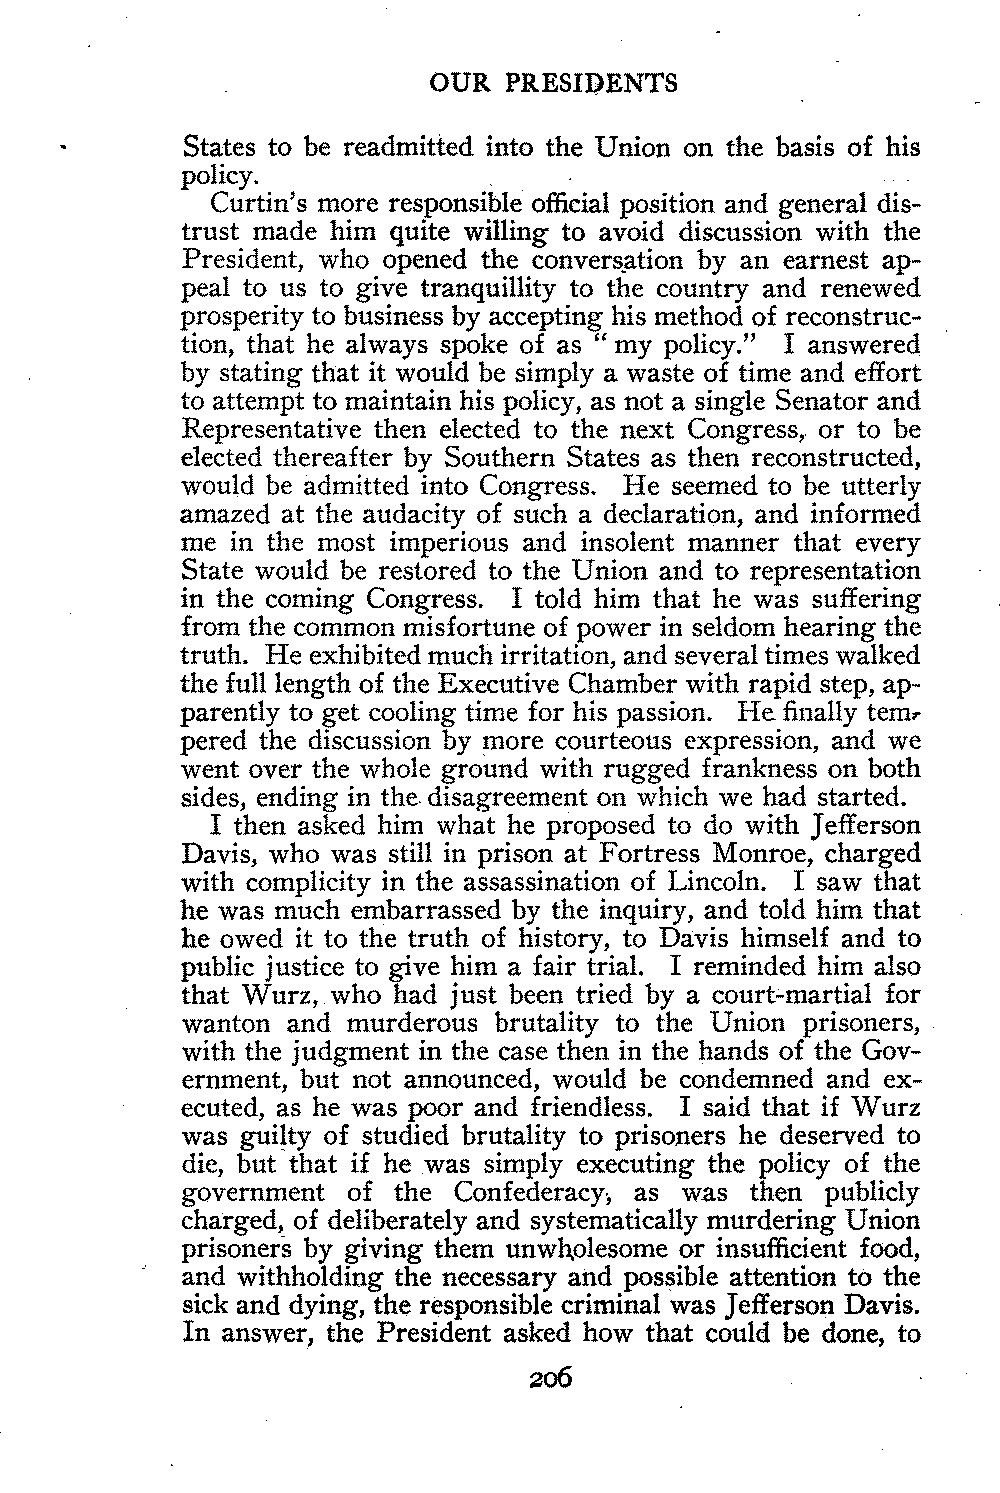 OUR PRESIDENTS
States to be readmitted into the Union on the basis of his
policy.
Curtin's more responsible official position and general dis-
trust made him quite willing to avoid discussion with the
President, who opened the conversation by an earnest ap-
peal to us to give tranquillity to the country and renewed
prosperity to business by accepting his method of reconstruc-
tion, that he always spoke of as "my policy." I answered
by stating that it would be simply a waste of time and effort
to attempt to maintain his policy, as not a single Senator and
Representative then elected to the next Congress, or to be
elected thereafter by Southern States as then reconstructed,
would be admitted into Congress. He seemed to be utterly
amazed at the audacity of such a declaration, and informed
me in the most imperious and insolent manner that every
State would be restored to the Union and to representation
in the coming Congress. I told him that he was suffering
from the common misfortune of power in seldom hearing the
truth. He exhibited much irritation, and several times walked
the full length of the Executive Chamber with rapid step, ap-
parently to get cooling time for his passion. He finally tem-
pered the discussion by more courteous expression, and we
went over the whole ground with rugged frankness on both
sides, ending in the disagreement on which we had started.
I then asked him what he proposed to do with Jefferson
Davis, who was still in prison at Fortress Monroe, charged
with complicity in the assassination of Lincoln. I saw that
he was much embarrassed by the inquiry, and told him that
he owed it to the truth of history, to Davis himself and to
public justice to give him a fair trial. I reminded him also
that Wurz, who had just been tried by a court-martial for
wanton and murderous brutality to the Union prisoners,
with the judgment in the case then in the hands of the Gov-
ernment, but not announced, would be condemned and ex-
ecuted, as he was poor and friendless. I said that if Wurz
was guilty of studied brutality to prisoners he deserved to
die, but that if he was simply executing the policy of the
government of the Confederacy, as was then publicly
charged, of deliberately and systematically murdering Union
prisoners by giving them unwholesome or insufficient food,
and withholding the necessary and possible attention to the
sick and dying, the responsible criminal was Jefferson Davis.
In answer, the President asked how that could be done, to
206